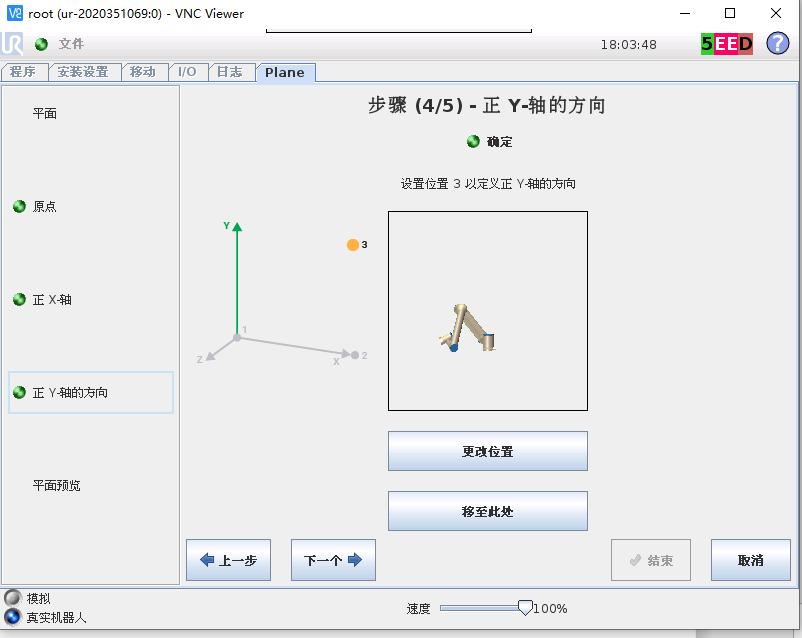 root (ur-2020351069:0) - VNC Viewer
文件
18:03:48
5EED
?
程序 安装设置 移动 I/O 日志 Plane
平面
原点
正 X-轴
正 Y-轴的方向
平面预览
步骤 (4/5) - 正 Y-轴的方向
确定
设置位置 3 以定义正 Y-轴的方向
Y
3
1
Z
X
2
更改位置
移至此处
上一步
下一个
结束
取消
模拟
真实机器人
速度
100%